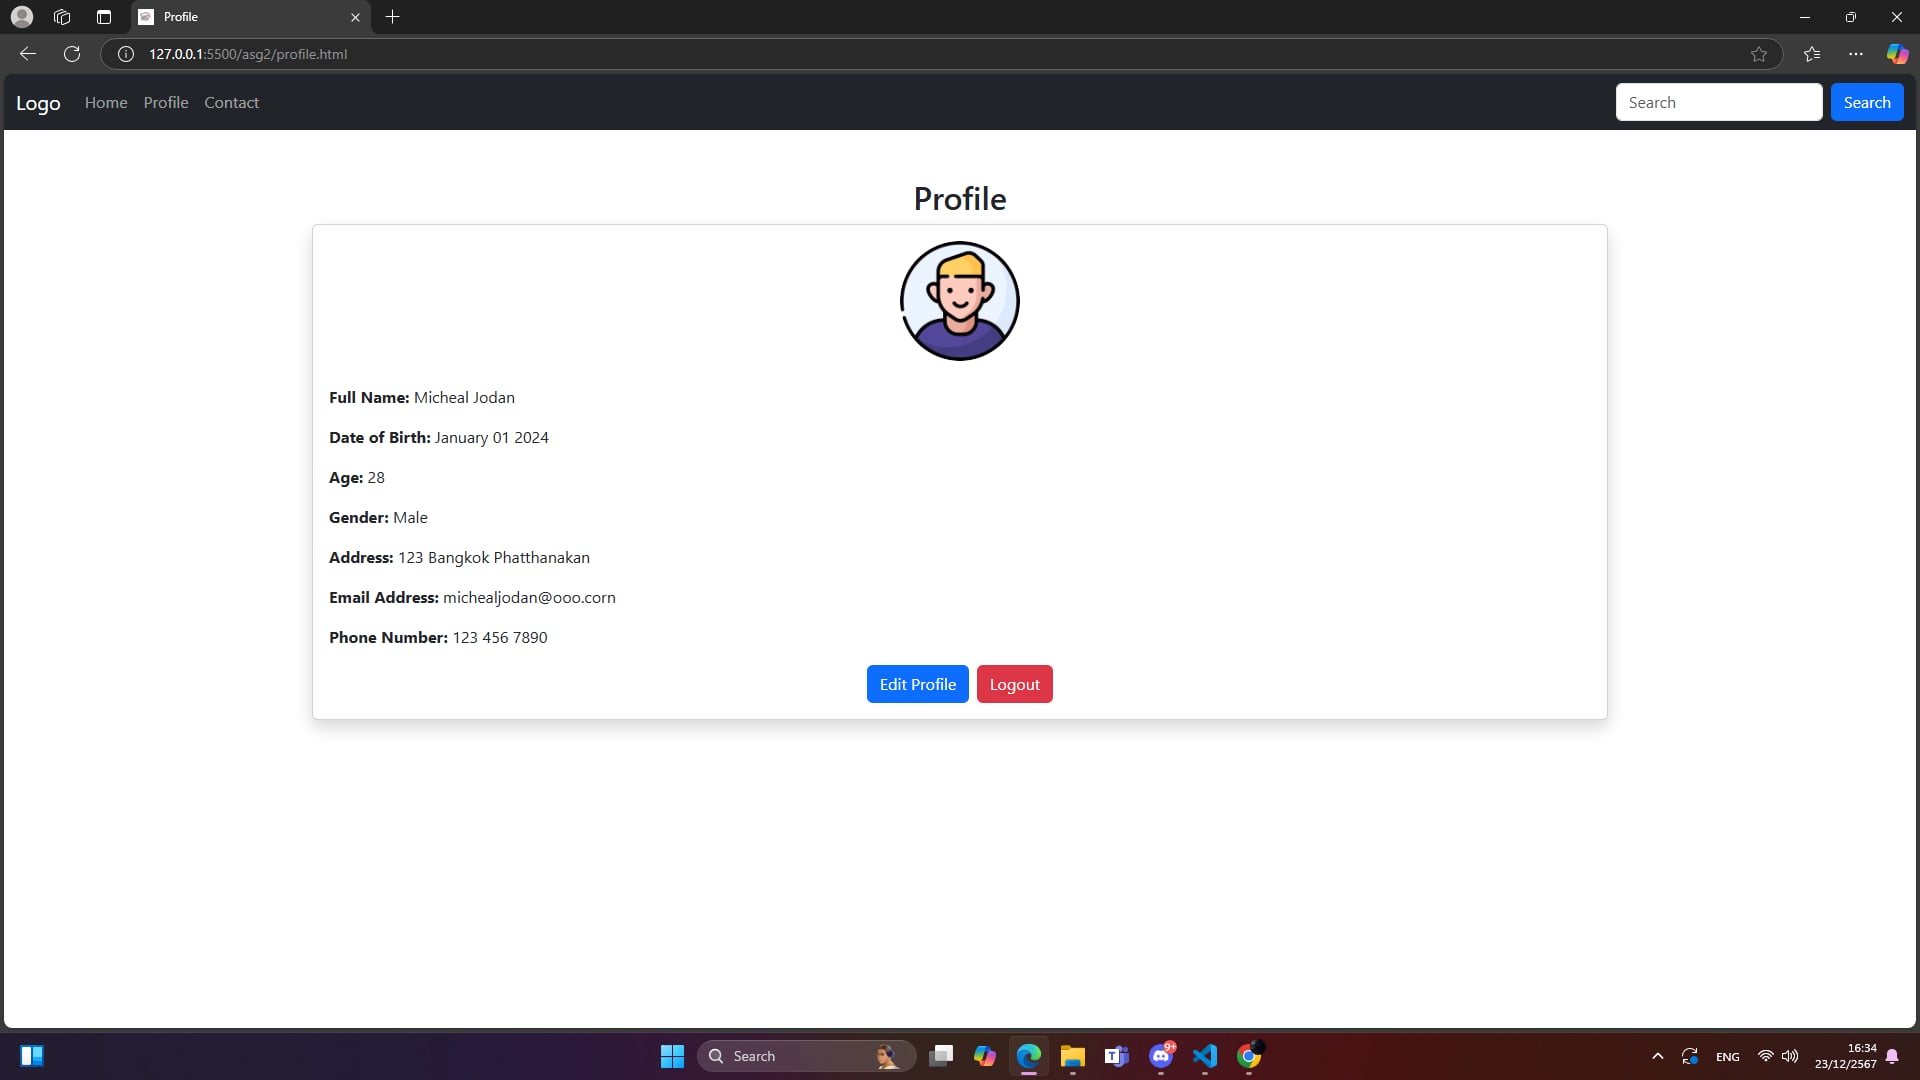 Profile
127.0.0.1:5500/asg2/profile.html
Logo Home Profile Contact Search Search
Profile
Full Name: Micheal Jodan
Date of Birth: January 01 2024
Age: 28
Gender: Male
Address: 123 Bangkok Phatthanakan
Email Address: michealjodan@ooo.corn
Phone Number: 123 456 7890
Edit Profile Logout
Search 9+ ENG 16:34
23/12/2567